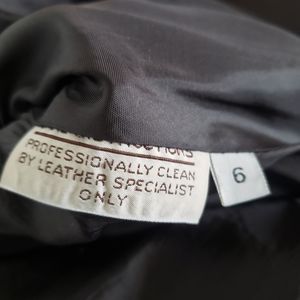 PROFESSIONALLY CLEAN
BY LEATHER SPECIALIST
ONLY
6